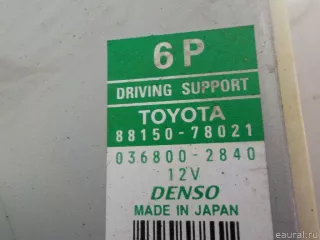 6P
DRIVING SUPPORT
TOYOTA
88150-78021
036800-2840
12V
DENSO
MADE IN JAPAN
eaural.ru